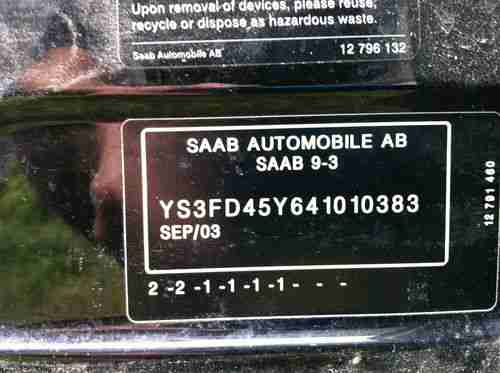 Upon removal of devices, please reuse,
recycle or dispose as hazardous waste.
Saab Automobile AB 12 796 132
SAAB AUTOMOBILE AB
SAAB 9-3
YS3FD45Y641010383
SEP/03
2 -2 -1 -1 -1 -1 - - -
12 791 460